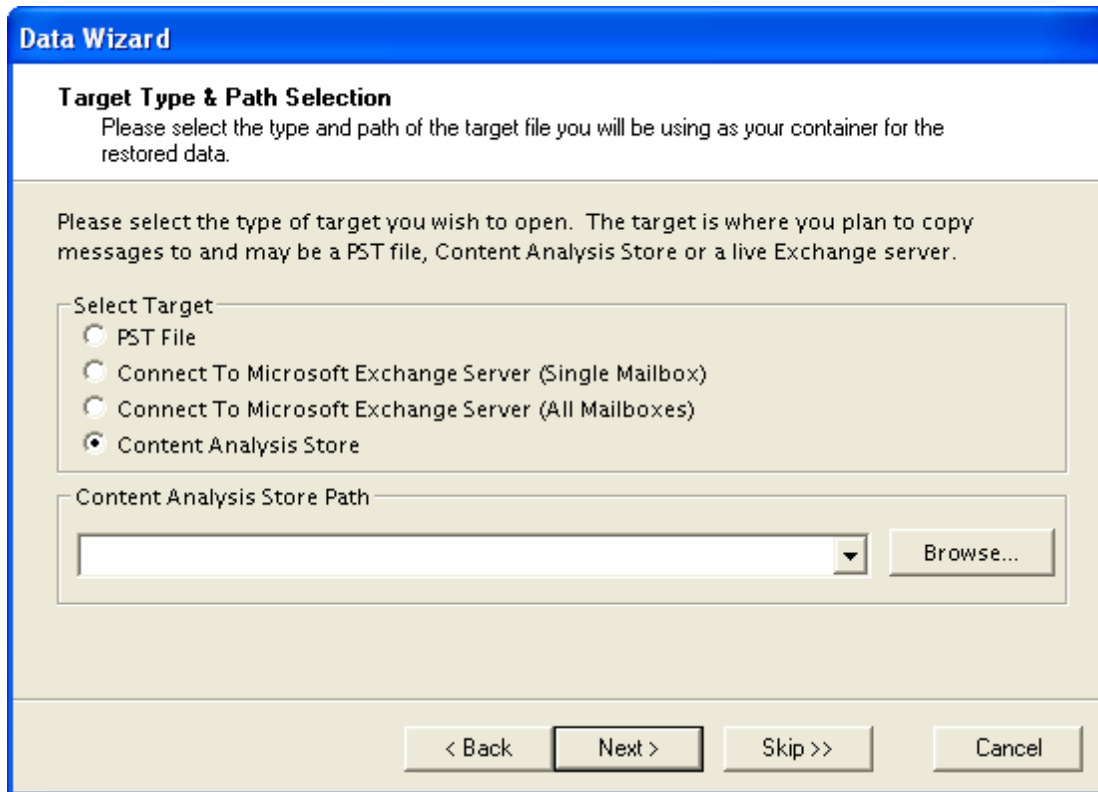 Data Wizard
Target Type & Path Selection
Please select the type and path of the target file you will be using as your container for the
restored data.
Please select the type of target you wish to open.  The target is where you plan to copy
messages to and may be a PST file, Content Analysis Store or a live Exchange server.
Select Target
PST File
Connect To Microsoft Exchange Server (Single Mailbox)
Connect To Microsoft Exchange Server (All Mailboxes)
Content Analysis Store
Content Analysis Store Path
Browse...
< Back Next > Skip >> Cancel